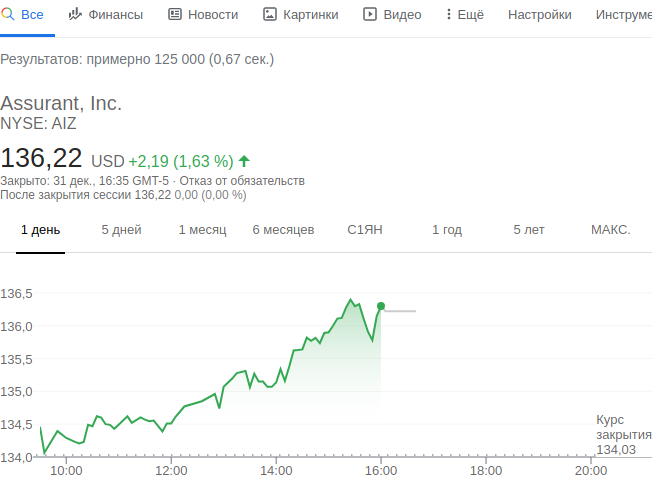 Все Финансы Новости Картинки Видео Ещё Настройки Инструме
Результатов: примерно 125 000 (0,67 сек.)
Assurant, Inc.
NYSE: AIZ
136,22 USD +2,19 (1,63 %)
Закрыто: 31 дек., 16:35 GMT-5 · Отказ от обязательств
После закрытия сессии 136,22 0,00 (0,00 %)
1 день 5 дней 1 месяц 6 месяцев С1ЯН 1 год 5 лет МАКС.
136,5
136,0
135,5
135,0
134,5
134,0
Курс
закрытия
134,03
10:00 12:00 14:00 16:00 18:00 20:00